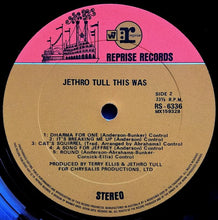 REPRISE RECORDS
JETHRO TULL THIS WAS
SIDE 2
33⅓ R.P.M.
RS-6336
MX159328
1: DHARMA FOR ONE (Anderson-Bunker) Control
2: IT'S BREAKING ME UP (Anderson) Control
3: CAT'S SQUIRREL (Trad. Arranged by Abrahams) Control
4: A SONG FOR JEFFREY (Anderson) Control
5: ROUND (Anderson-Abrahams-Bunker-
Cornick-Ellis) Control
PRODUCED BY TERRY ELLIS & JETHRO TULL
FOR CHRYSALIS PRODUCTIONS, LTD
STEREO